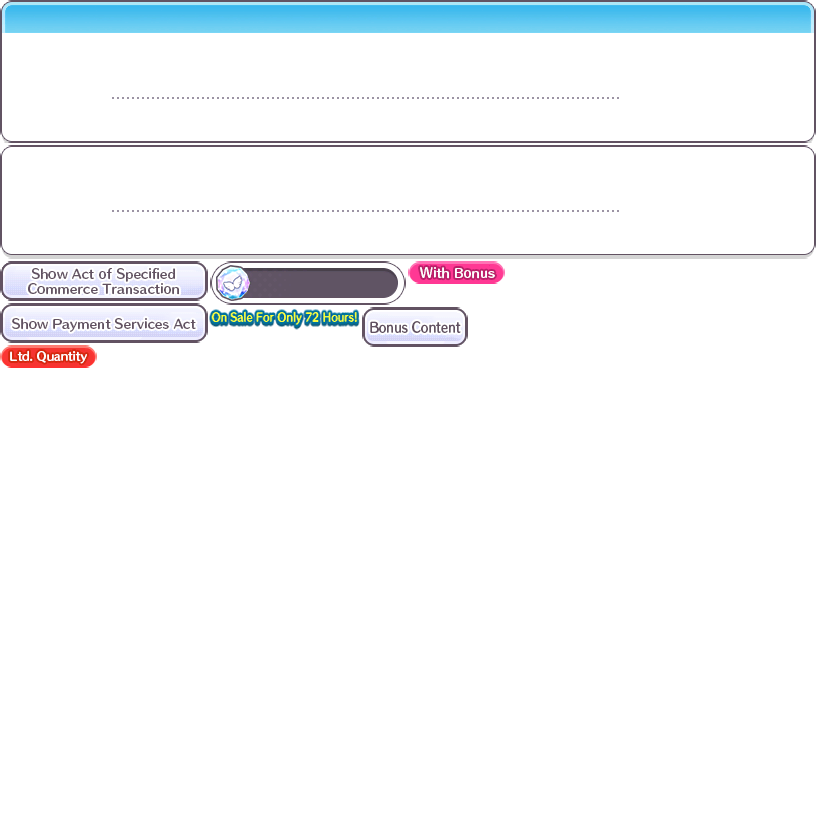 Show Act of Specified
Commerce Transaction
With Bonus
Show Payment Services Act
On Sale For Only 72 Hours!
Bonus Content
Ltd. Quantity